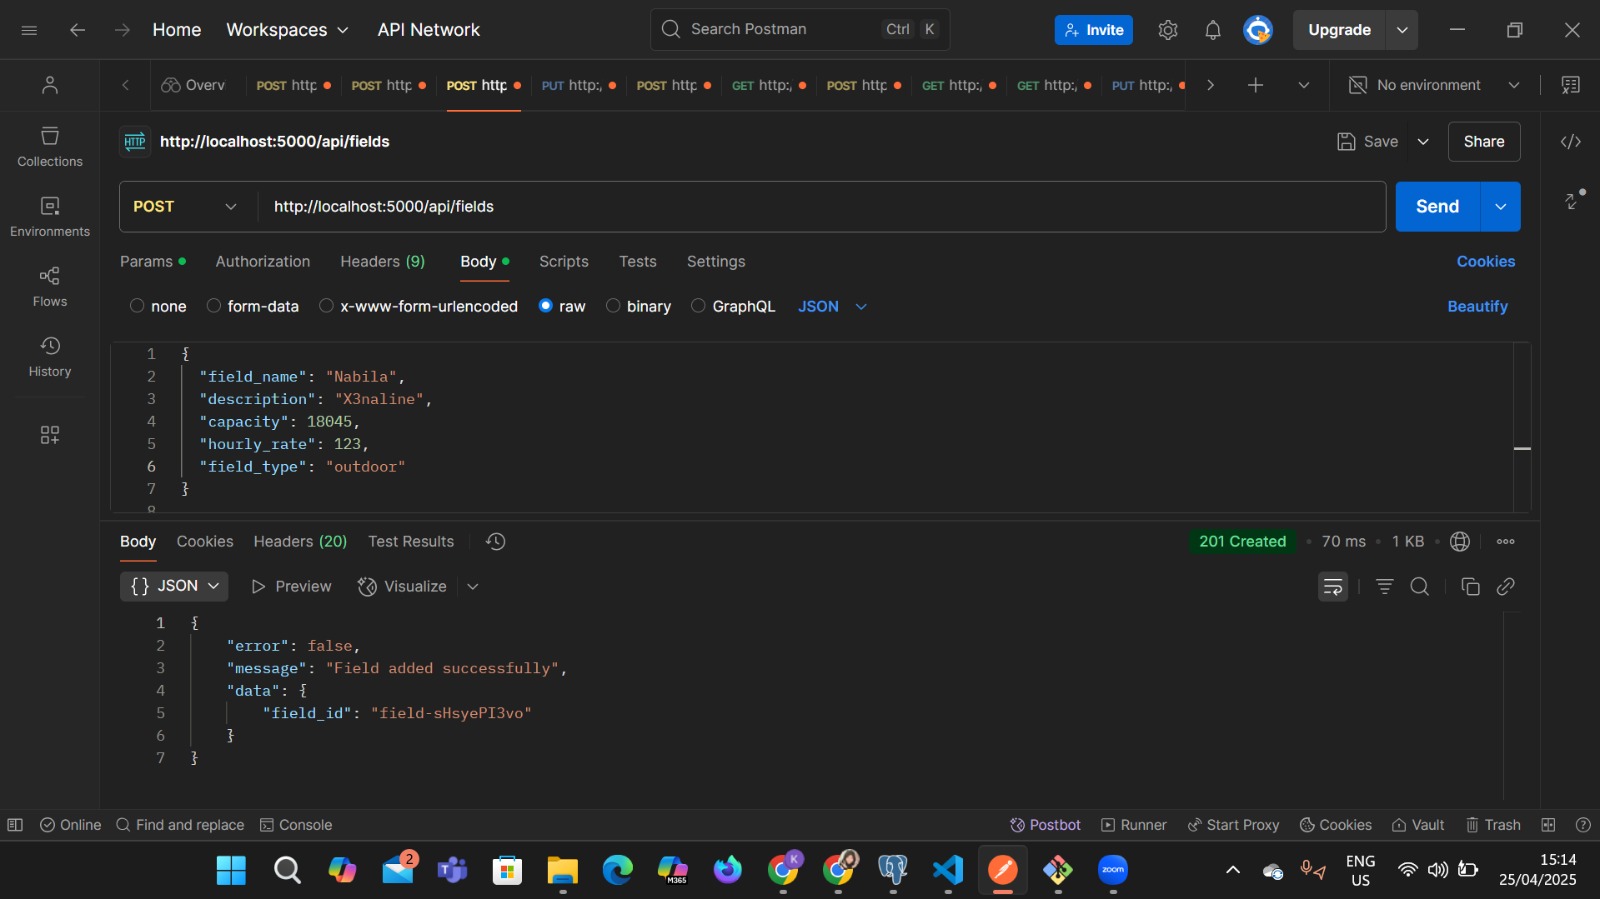 Home Workspaces API Network Search Postman Ctrl K Invite Upgrade
Overv POST http POST http POST http PUT http:, POST http GET http:, POST http GET http:, GET http:, PUT http:, No environment
HTTP http://localhost:5000/api/fields Save Share
POST http://localhost:5000/api/fields Send
Params Authorization Headers (9) Body Scripts Tests Settings Cookies
none form-data x-www-form-urlencoded raw binary GraphQL JSON Beautify
Collections
Environments
Flows
History
1 {
2 "field_name": "Nabila",
3 "description": "X3naline",
4 "capacity": 18045,
5 "hourly_rate": 123,
6 "field_type": "outdoor"
7 }
8
Body Cookies Headers (20) Test Results 201 Created • 70 ms • 1 KB
{} JSON Preview Visualize
1 {
2 "error": false,
3 "message": "Field added successfully",
4 "data": {
5 "field_id": "field-sHsyePI3vo"
6 }
7 }
Online Find and replace Console Postbot Runner Start Proxy Cookies Vault Trash
2 M365 K zoom ENG 15:14
US 25/04/2025